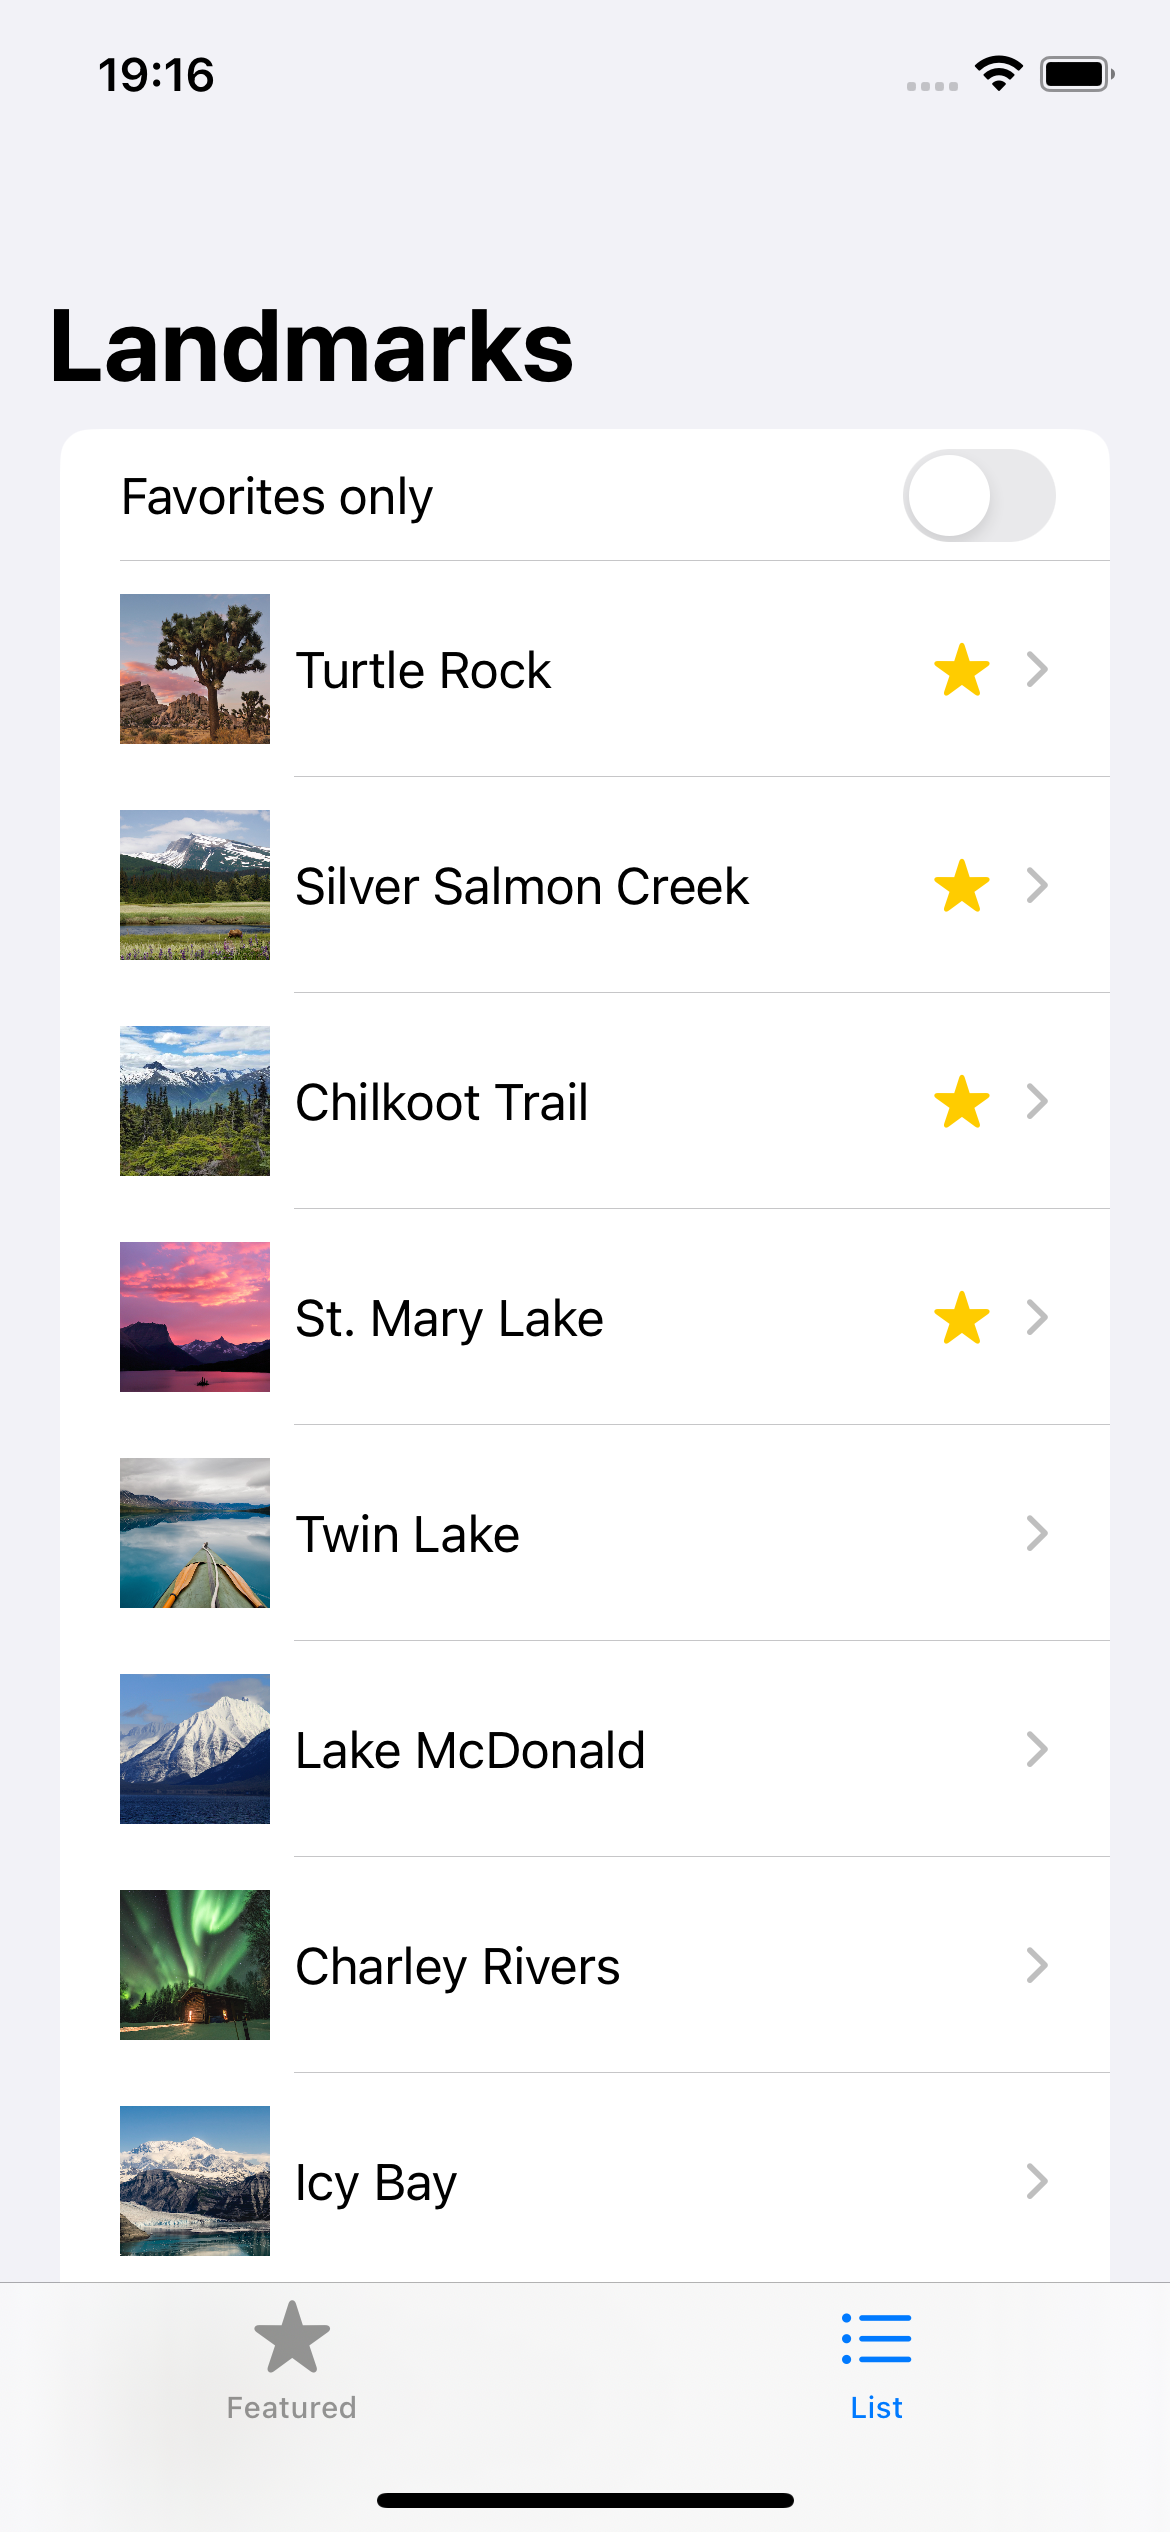 19:16
Landmarks
Favorites only
Turtle Rock
Silver Salmon Creek
Chilkoot Trail
St. Mary Lake
Twin Lake
Lake McDonald
Charley Rivers
Icy Bay
Featured
List